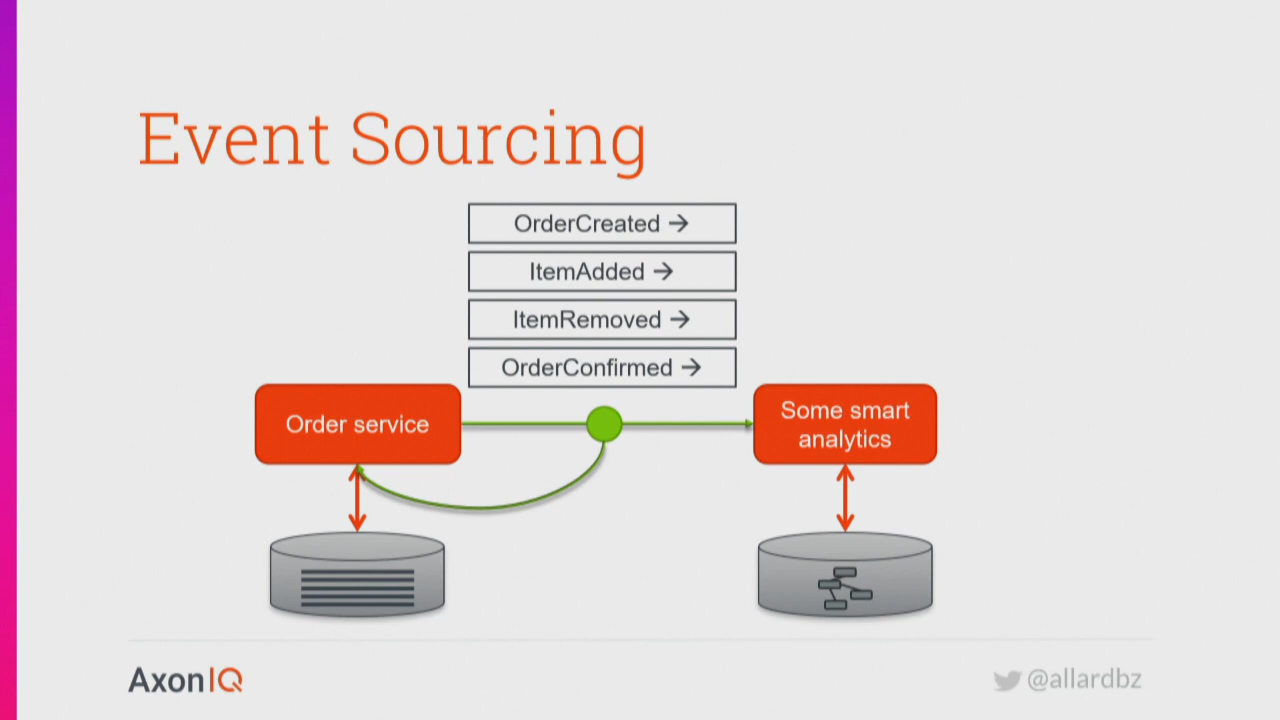 Event Sourcing
OrderCreated →
ItemAdded →
ItemRemoved →
OrderConfirmed →
Order service
Some smart
analytics
AxonIQ
@allardbz